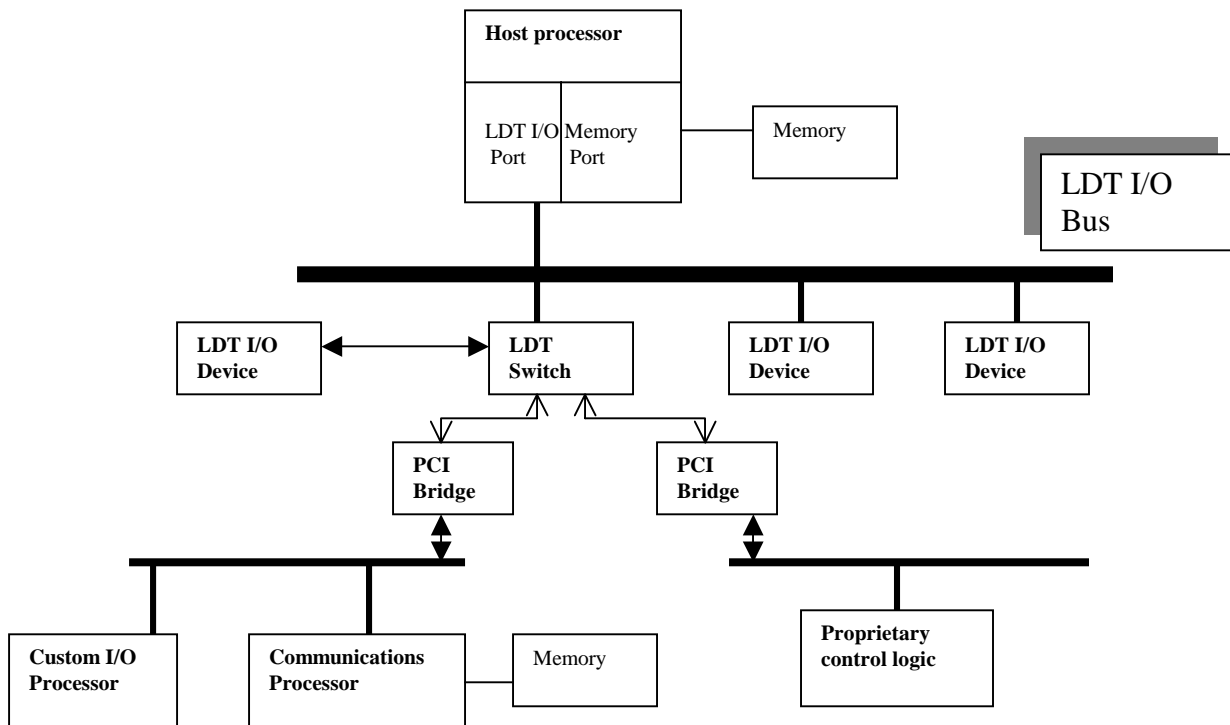 Host processor
LDT I/O Memory
Port Port
Memory
LDT I/O
Bus
LDT I/O
Device
LDT
Switch
LDT I/O
Device
LDT I/O
Device
PCI
Bridge
PCI
Bridge
Custom I/O
Processor
Communications
Processor
Memory
Proprietary
control logic